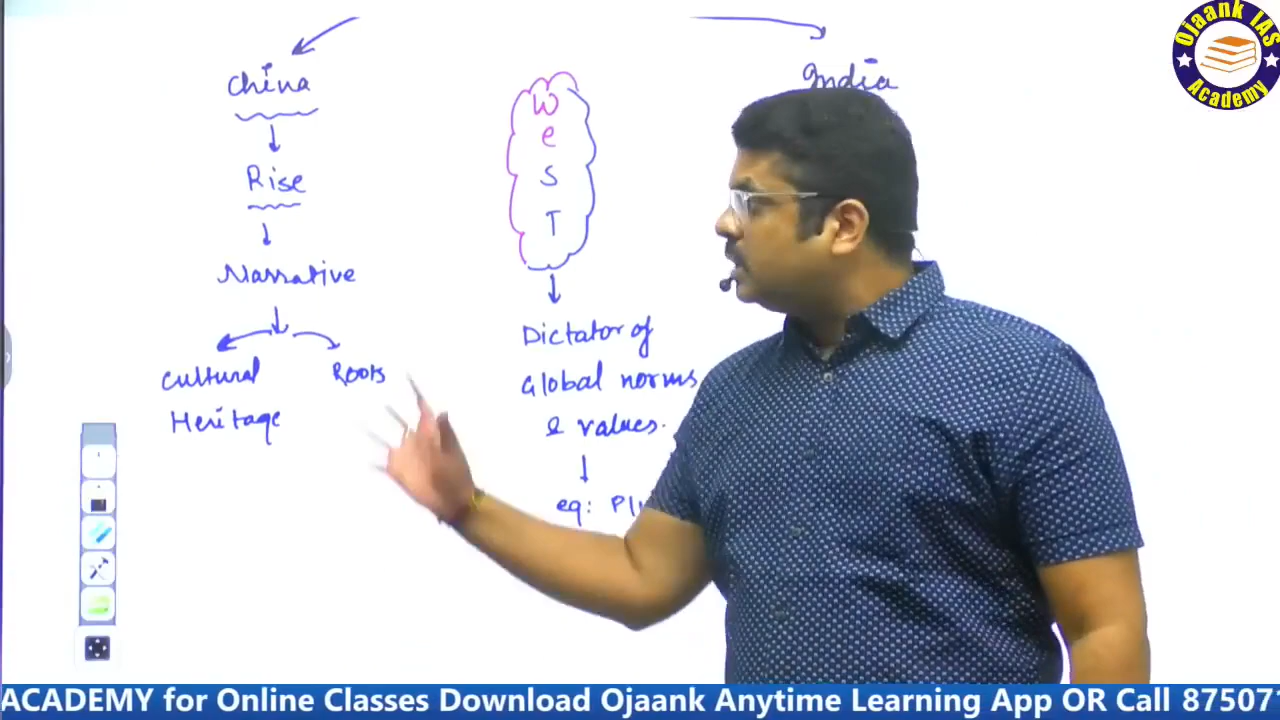 China
India
Rise
Narrative
Cultural
Heritage
Roots
W
e
S
T
Dictator of
Global norms
& values.
eg:
Ojaank IAS
Academy
ACADEMY for Online Classes Download Ojaank Anytime Learning App OR Call 87507